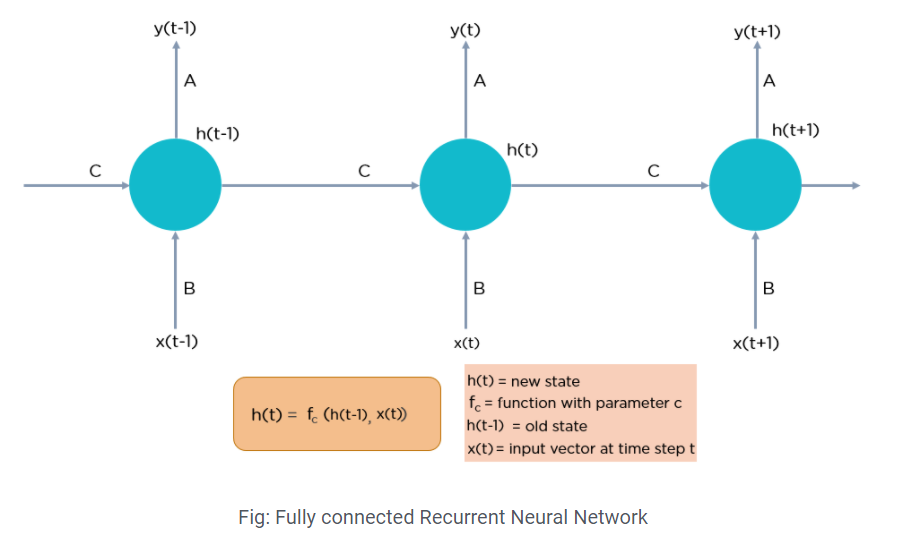 y(t-1) y(t) y(t+1)
A A A
h(t-1) h(t) h(t+1)
C C C
B B B
x(t-1) x(t) x(t+1)
h(t) = fc (h(t-1), x(t))
h(t) = new state
fc = function with parameter c
h(t-1) = old state
x(t) = input vector at time step t
Fig: Fully connected Recurrent Neural Network